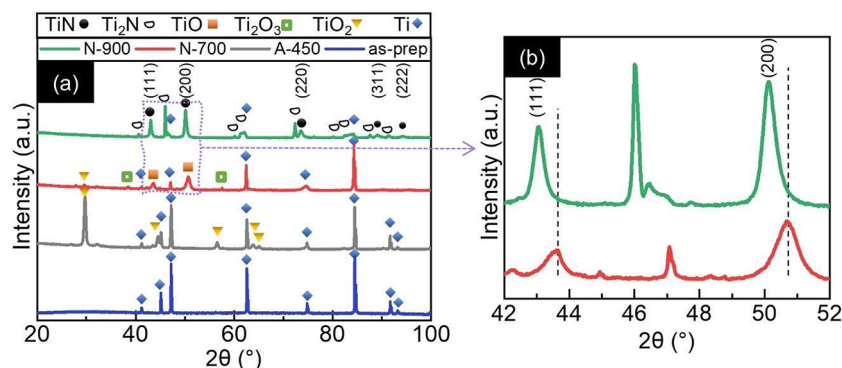 TiN Ti₂N TiO Ti₂O₃ TiO₂ Ti
N-900 N-700 A-450 as-prep
(a)
(111)
(200)
(220)
(311)
(222)
Intensity (a.u.)
20 40 60 80 100
2θ (°)
(b)
(111)
(200)
Intensity (a.u.)
42 44 46 48 50 52
2θ (°)